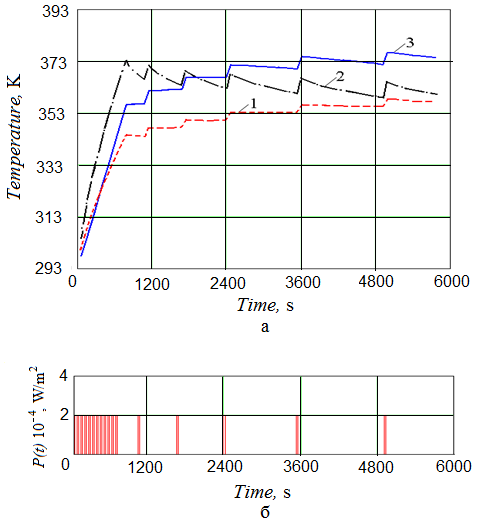 393
373
353
333
313
293
Temperature, K
3
2
1
0 1200 2400 3600 4800 6000
Time, s
а
4
2
0
P(t) 10⁻⁴, W/m²
1200 2400 3600 4800 6000
Time, s
б